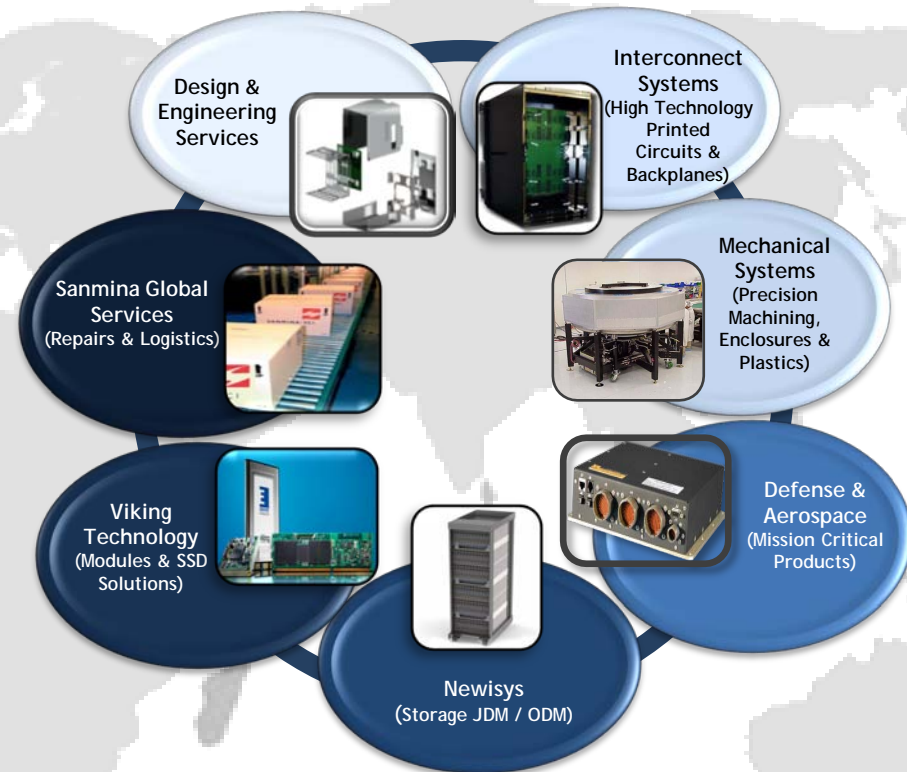 Design &
Engineering
Services
Interconnect
Systems
(High Technology
Printed
Circuits &
Backplanes)
Mechanical
Systems
(Precision
Machining,
Enclosures &
Plastics)
Defense &
Aerospace
(Mission Critical
Products)
Newisys
(Storage JDM / ODM)
Viking
Technology
(Modules & SSD
Solutions)
Sanmina Global
Services
(Repairs & Logistics)